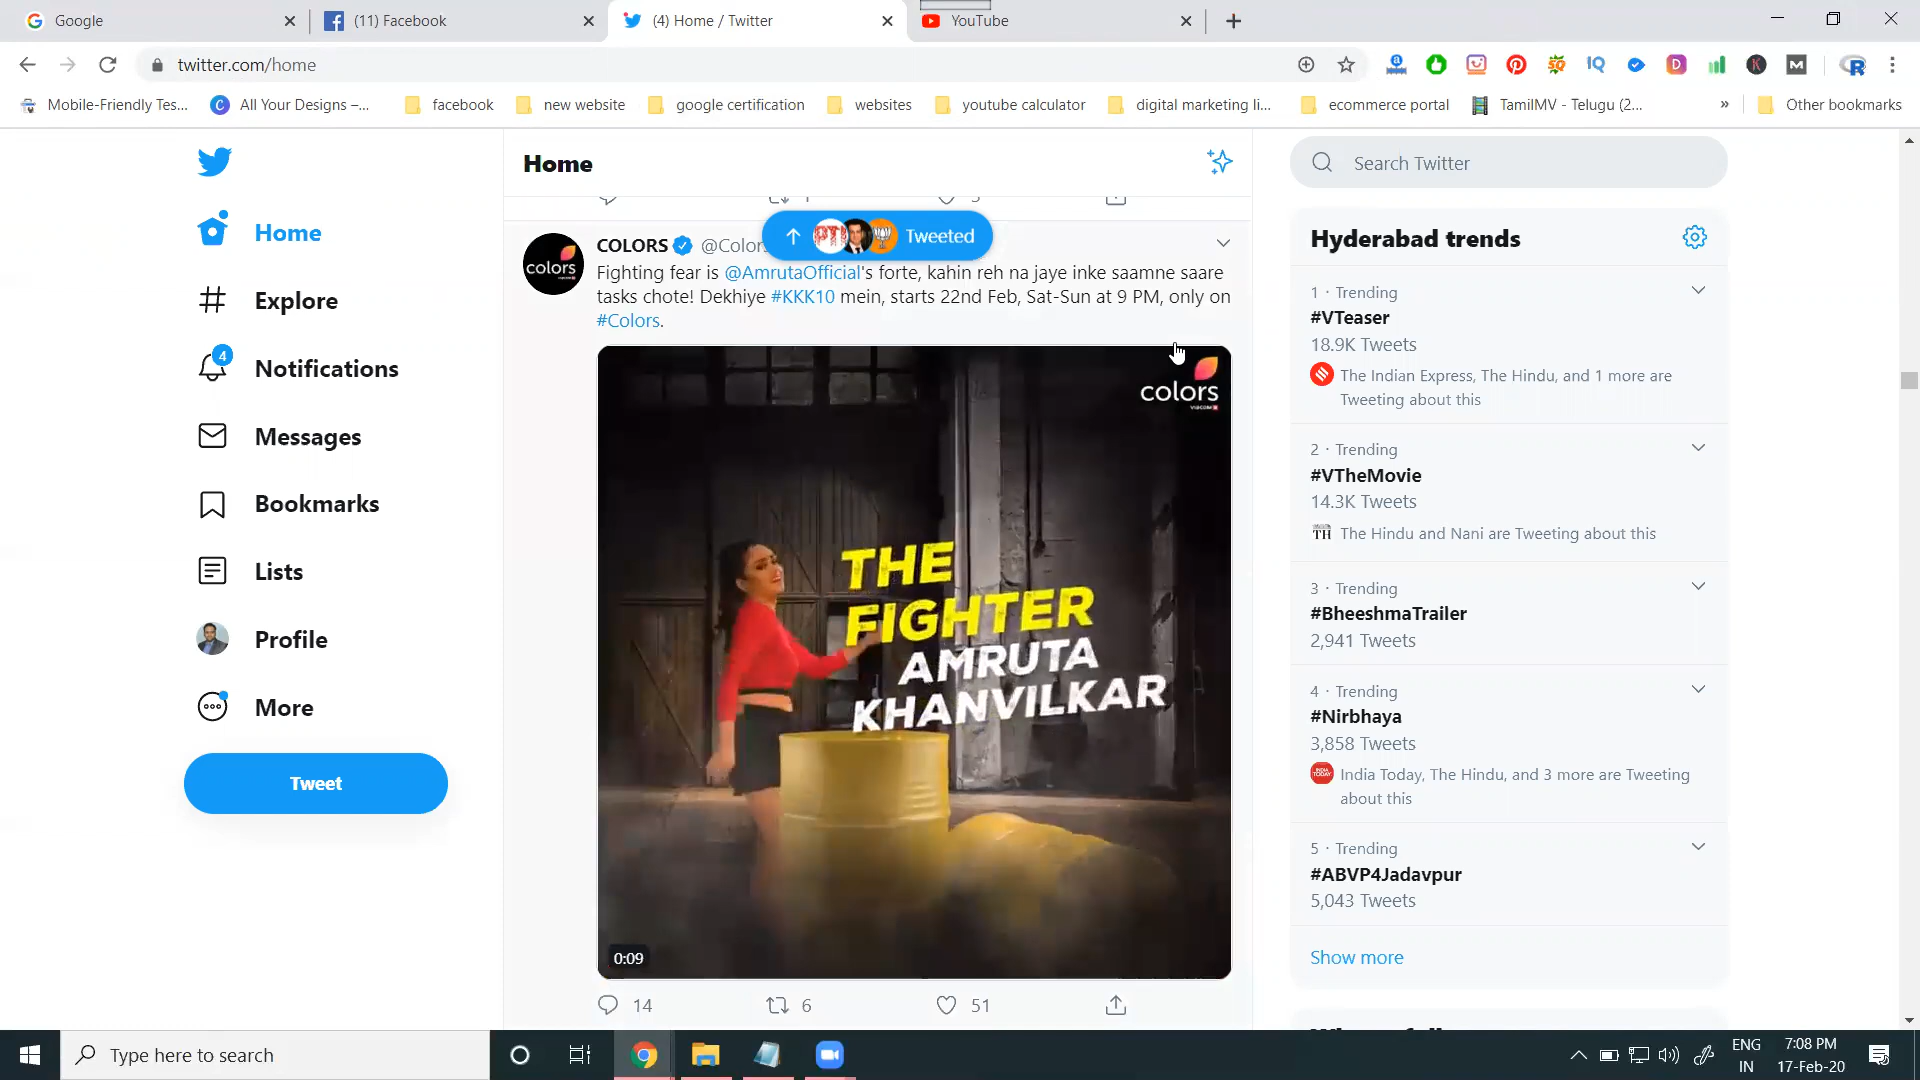 Google
(11) Facebook
(4) Home / Twitter
YouTube
twitter.com/home
Mobile-Friendly Tes...
All Your Designs –...
facebook
new website
google certification
websites
youtube calculator
digital marketing li...
ecommerce portal
TamilMV - Telugu (2...
»
Other bookmarks
Home
Explore
4
Notifications
Messages
Bookmarks
Lists
Profile
More
Tweet
Home
Tweeted
COLORS @Color
Fighting fear is @AmrutaOfficial's forte, kahin reh na jaye inke saamne saare
tasks chote! Dekhiye #KKK10 mein, starts 22nd Feb, Sat-Sun at 9 PM, only on
#Colors.
colors
colors
VIACOM18
THE
FIGHTER
AMRUTA
KHANVILKAR
0:09
14
6
51
Search Twitter
Hyderabad trends
1 · Trending
#VTeaser
18.9K Tweets
The Indian Express, The Hindu, and 1 more are
Tweeting about this
2 · Trending
#VTheMovie
14.3K Tweets
TH The Hindu and Nani are Tweeting about this
3 · Trending
#BheeshmaTrailer
2,941 Tweets
4 · Trending
#Nirbhaya
3,858 Tweets
India Today, The Hindu, and 3 more are Tweeting
about this
5 · Trending
#ABVP4Jadavpur
5,043 Tweets
Show more
Type here to search
ENG
IN
7:08 PM
17-Feb-20